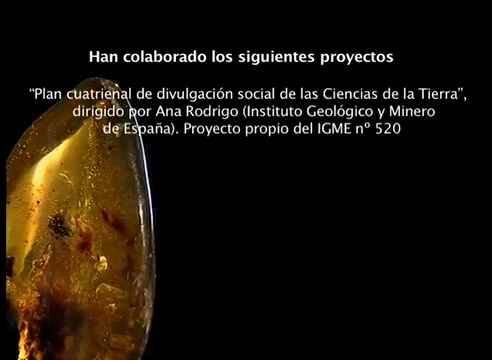 Han colaborado los siguientes proyectos
“Plan cuatrienal de divulgación social de las Ciencias de la Tierra”,
dirigido por Ana Rodrigo (Instituto Geológico y Minero
de España). Proyecto propio del IGME nº 520